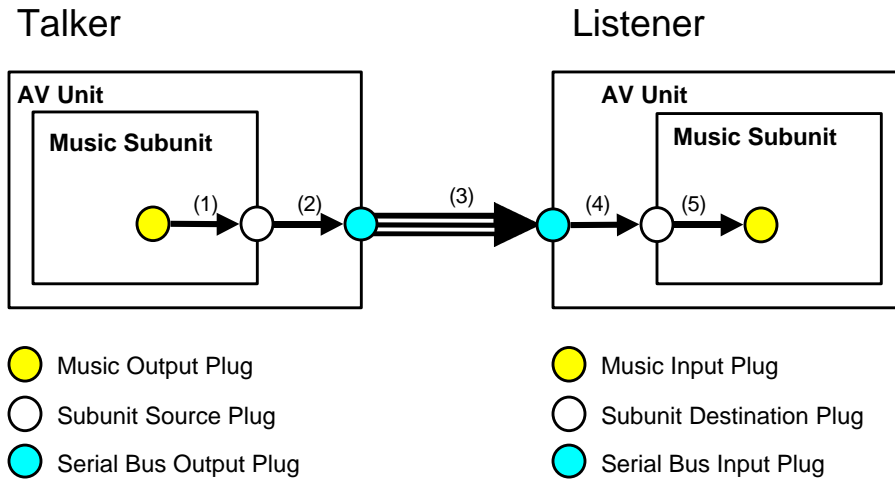 Talker
Listener
AV Unit
AV Unit
Music Subunit
Music Subunit
(1)
(2)
(3)
(4)
(5)
Music Output Plug
Music Input Plug
Subunit Source Plug
Subunit Destination Plug
Serial Bus Output Plug
Serial Bus Input Plug